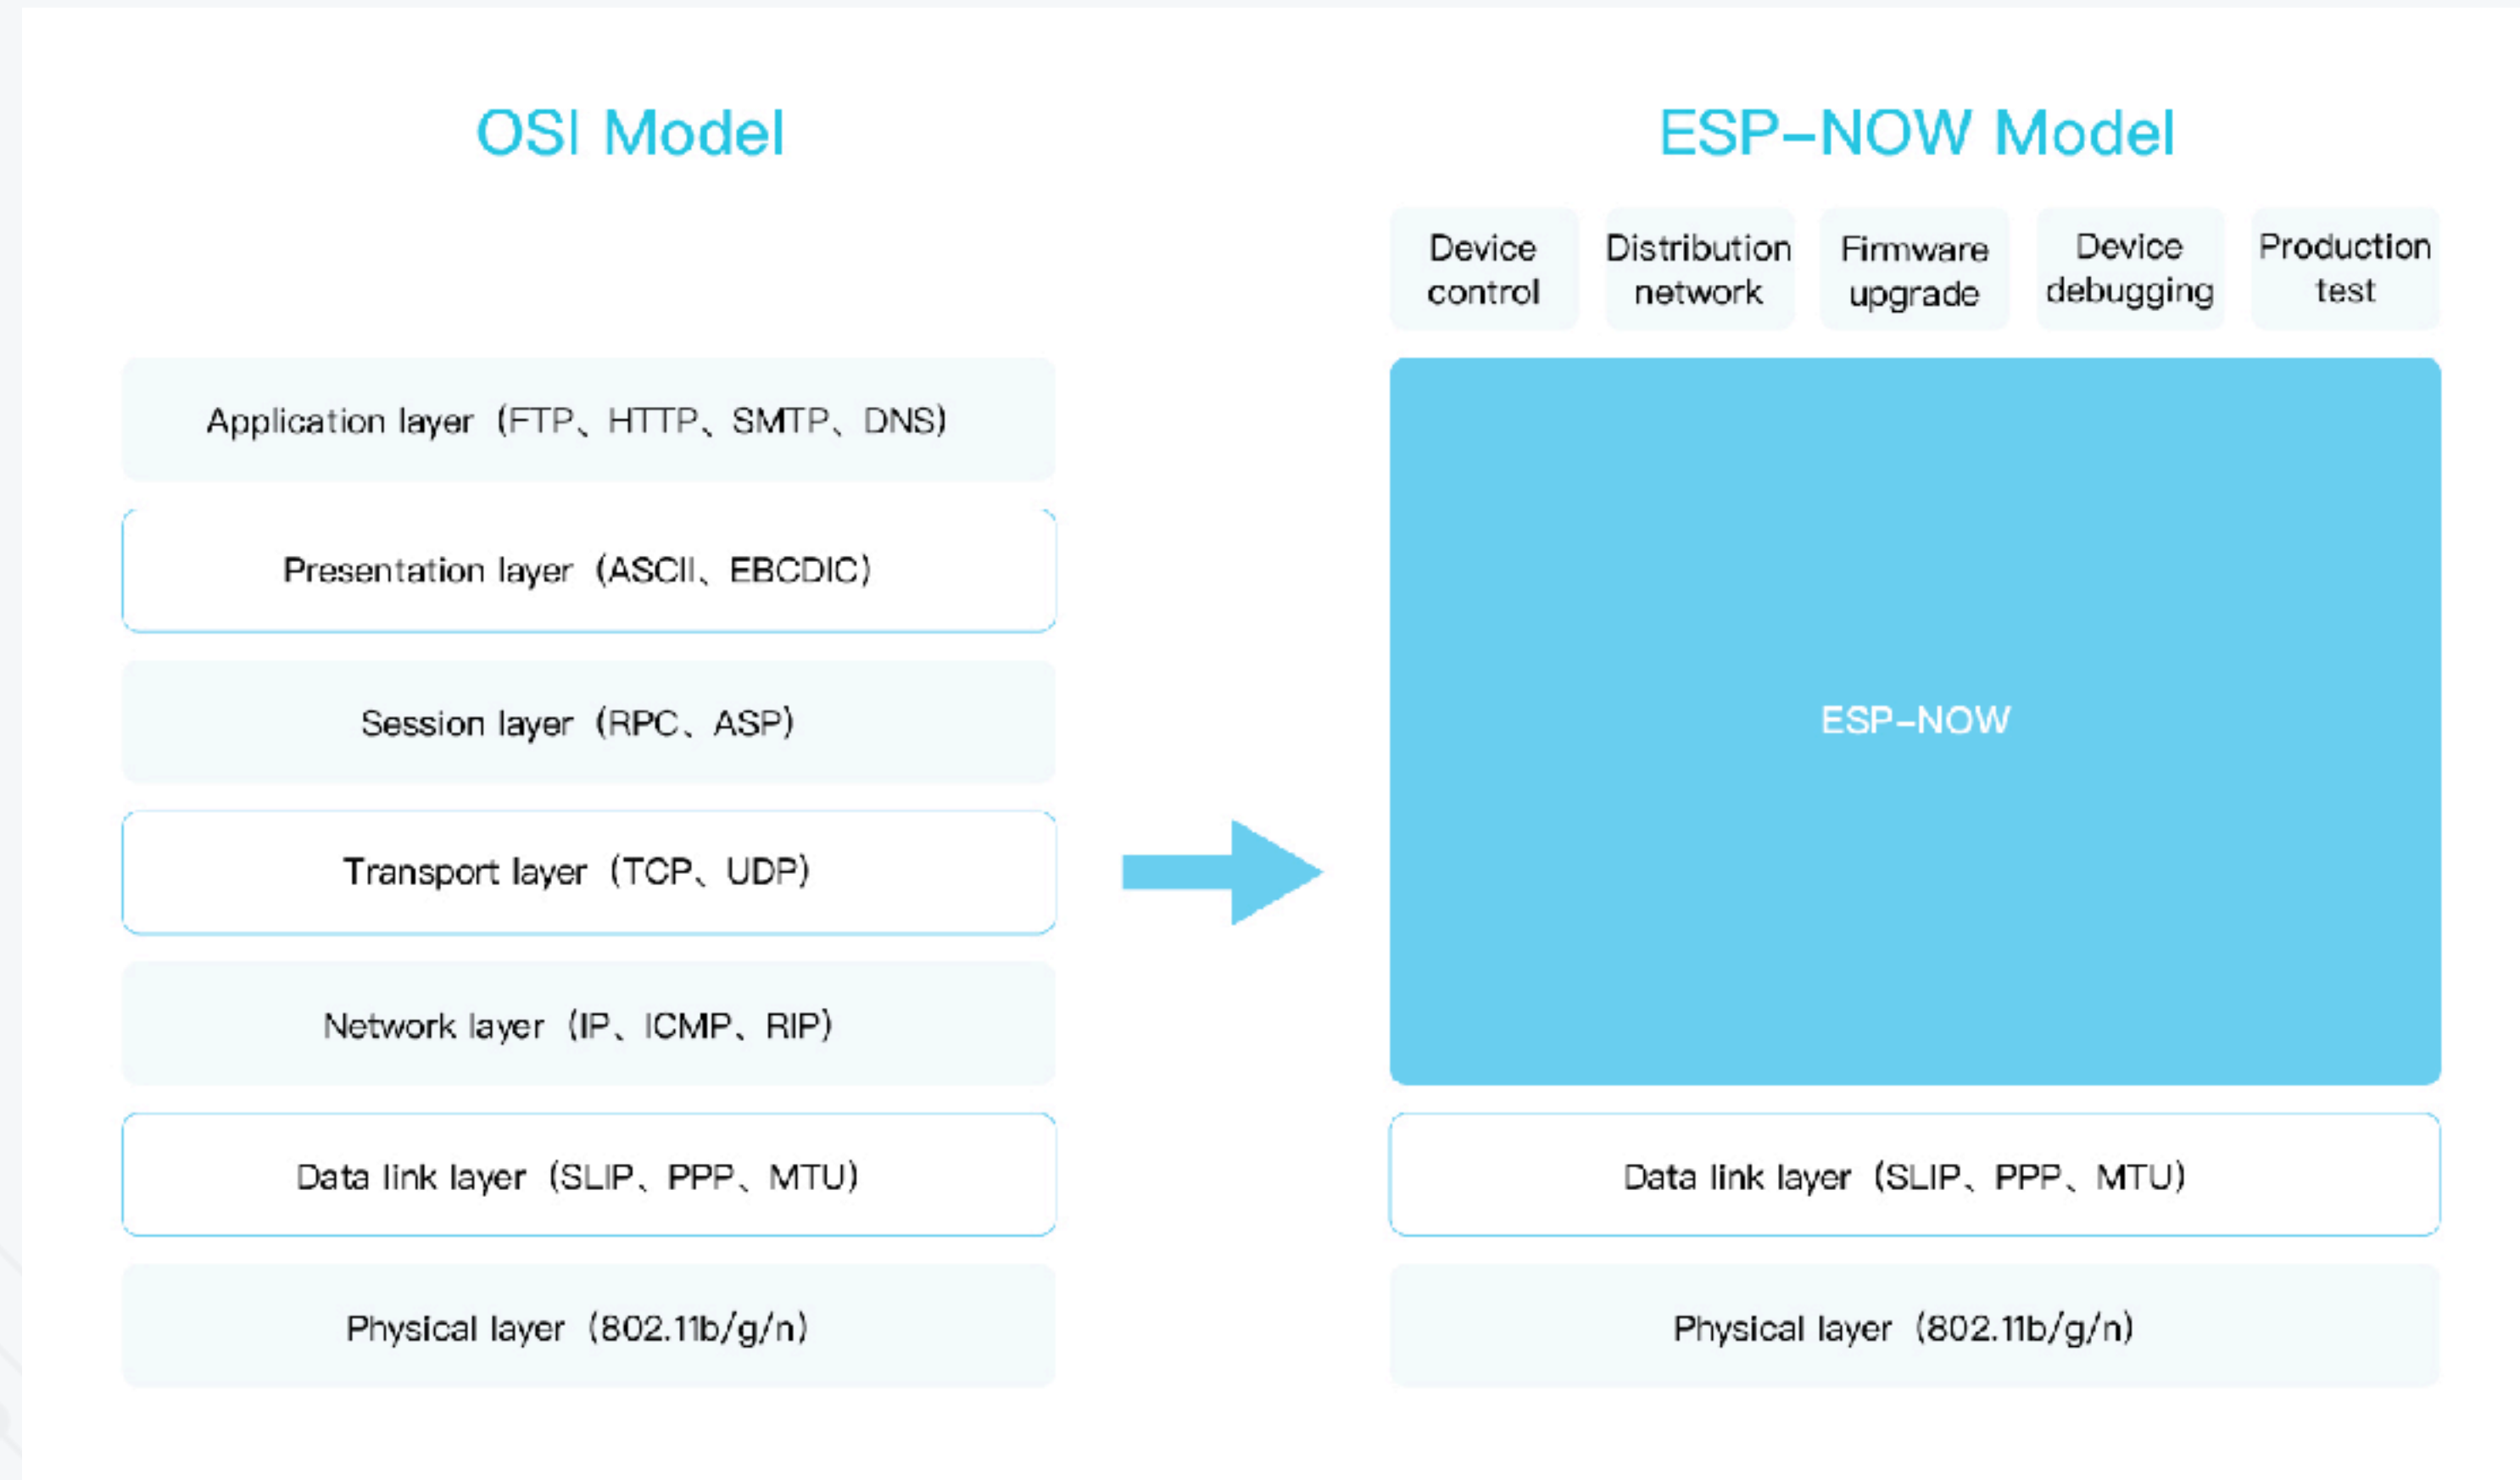 OSI Model
Application layer（FTP、HTTP、SMTP、DNS）
Presentation layer（ASCII、EBCDIC）
Session layer（RPC、ASP）
Transport layer（TCP、UDP）
Network layer（IP、ICMP、RIP）
Data link layer（SLIP、PPP、MTU）
Physical layer（802.11b/g/n）
ESP-NOW Model
Device
control
Distribution
network
Firmware
upgrade
Device
debugging
Production
test
ESP-NOW
Data link layer（SLIP、PPP、MTU）
Physical layer（802.11b/g/n）